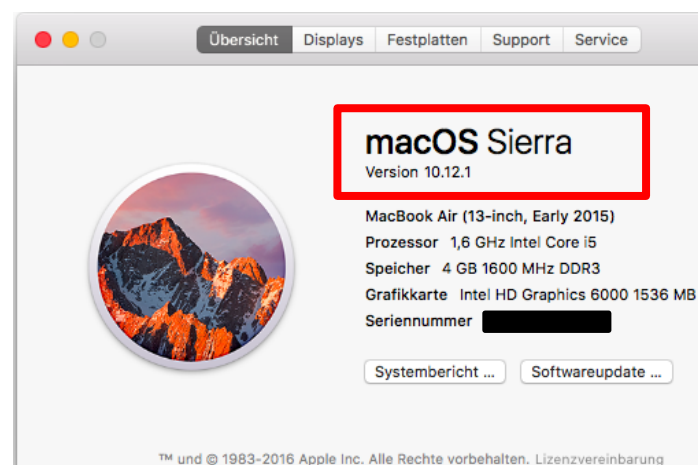 Übersicht Displays Festplatten Support Service
macOS Sierra
Version 10.12.1
MacBook Air (13-inch, Early 2015)
Prozessor 1,6 GHz Intel Core i5
Speicher 4 GB 1600 MHz DDR3
Grafikkarte Intel HD Graphics 6000 1536 MB
Seriennummer
Systembericht ... Softwareupdate ...
™ und © 1983-2016 Apple Inc. Alle Rechte vorbehalten. Lizenzvereinbarung